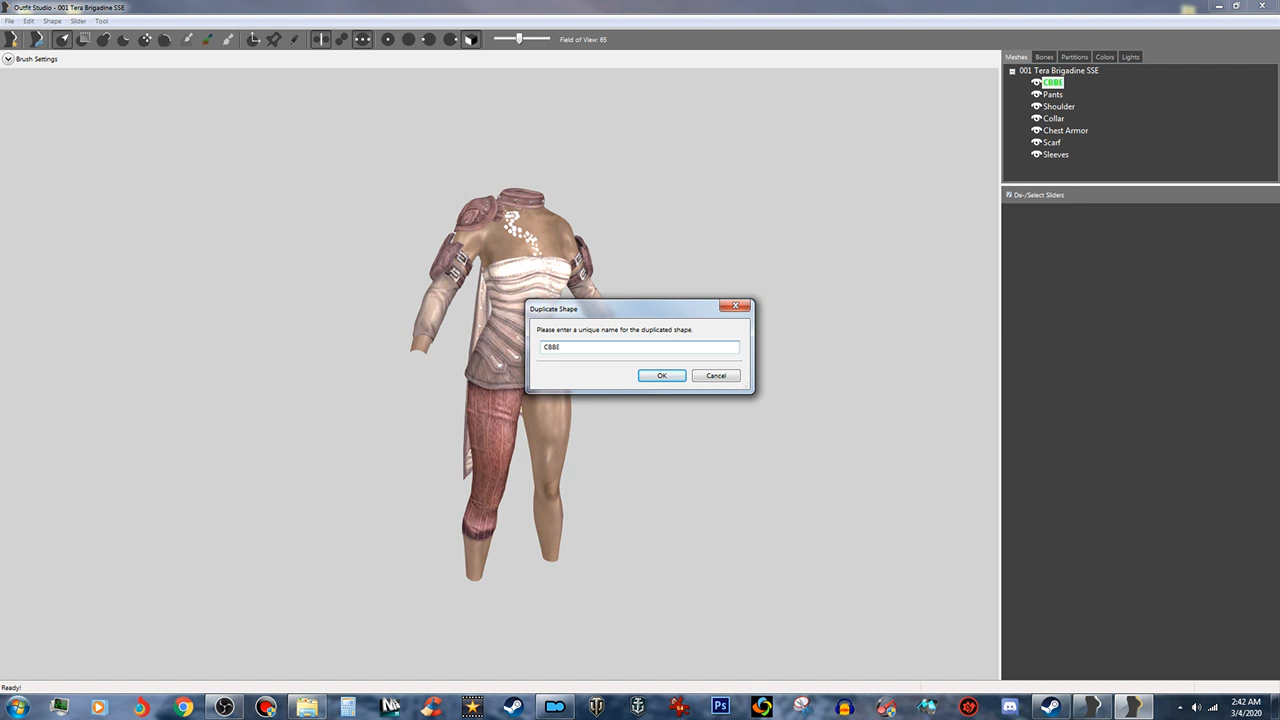 Outfit Studio - 001 Tera Brigadine SSE
File Edit Shape Slider Tool
Field of View: 65
Brush Settings
Meshes Bones Partitions Colors Lights
001 Tera Brigadine SSE
CBBE
Pants
Shoulder
Collar
Chest Armor
Scarf
Sleeves
De-/Select Sliders
Duplicate Shape
Please enter a unique name for the duplicated shape.
CBBE
OK Cancel
Ready!
64
Ps
2:42 AM
3/4/2020